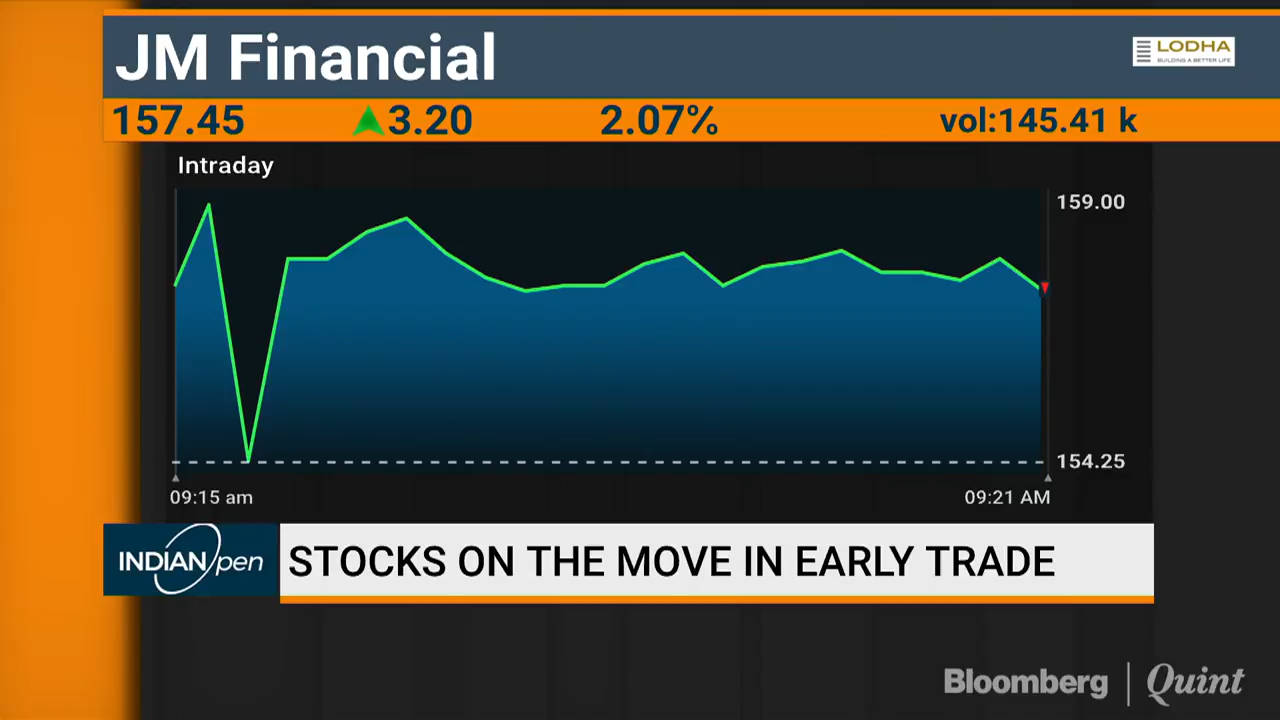 JM Financial
LODHA
BUILDING A BETTER LIFE
157.45 3.20 2.07% vol:145.41 k
Intraday
159.00
154.25
09:15 am 09:21 AM
INDIAN Open
STOCKS ON THE MOVE IN EARLY TRADE
Bloomberg | Quint